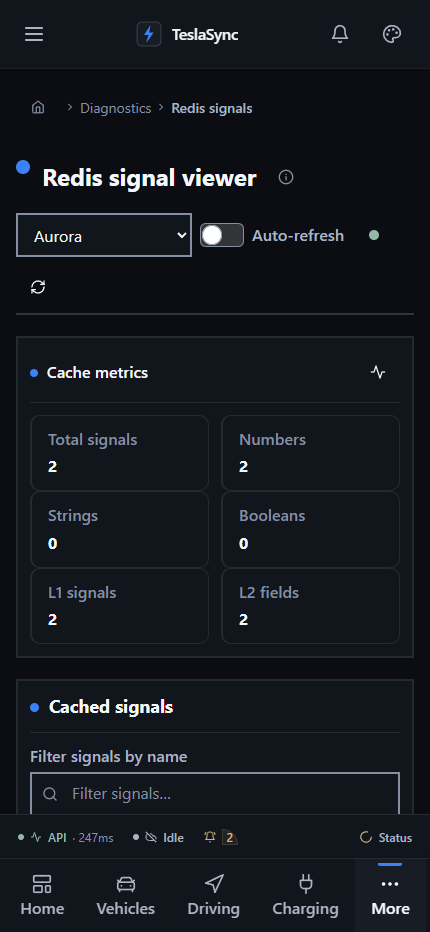 TeslaSync
Diagnostics Redis signals
Redis signal viewer
Aurora Auto-refresh
Cache metrics
Total signals Numbers
2 2
Strings Booleans
0 0
L1 signals L2 fields
2 2
Cached signals
Filter signals by name
Filter signals...
API · 247ms Idle 2 Status
Home Vehicles Driving Charging More